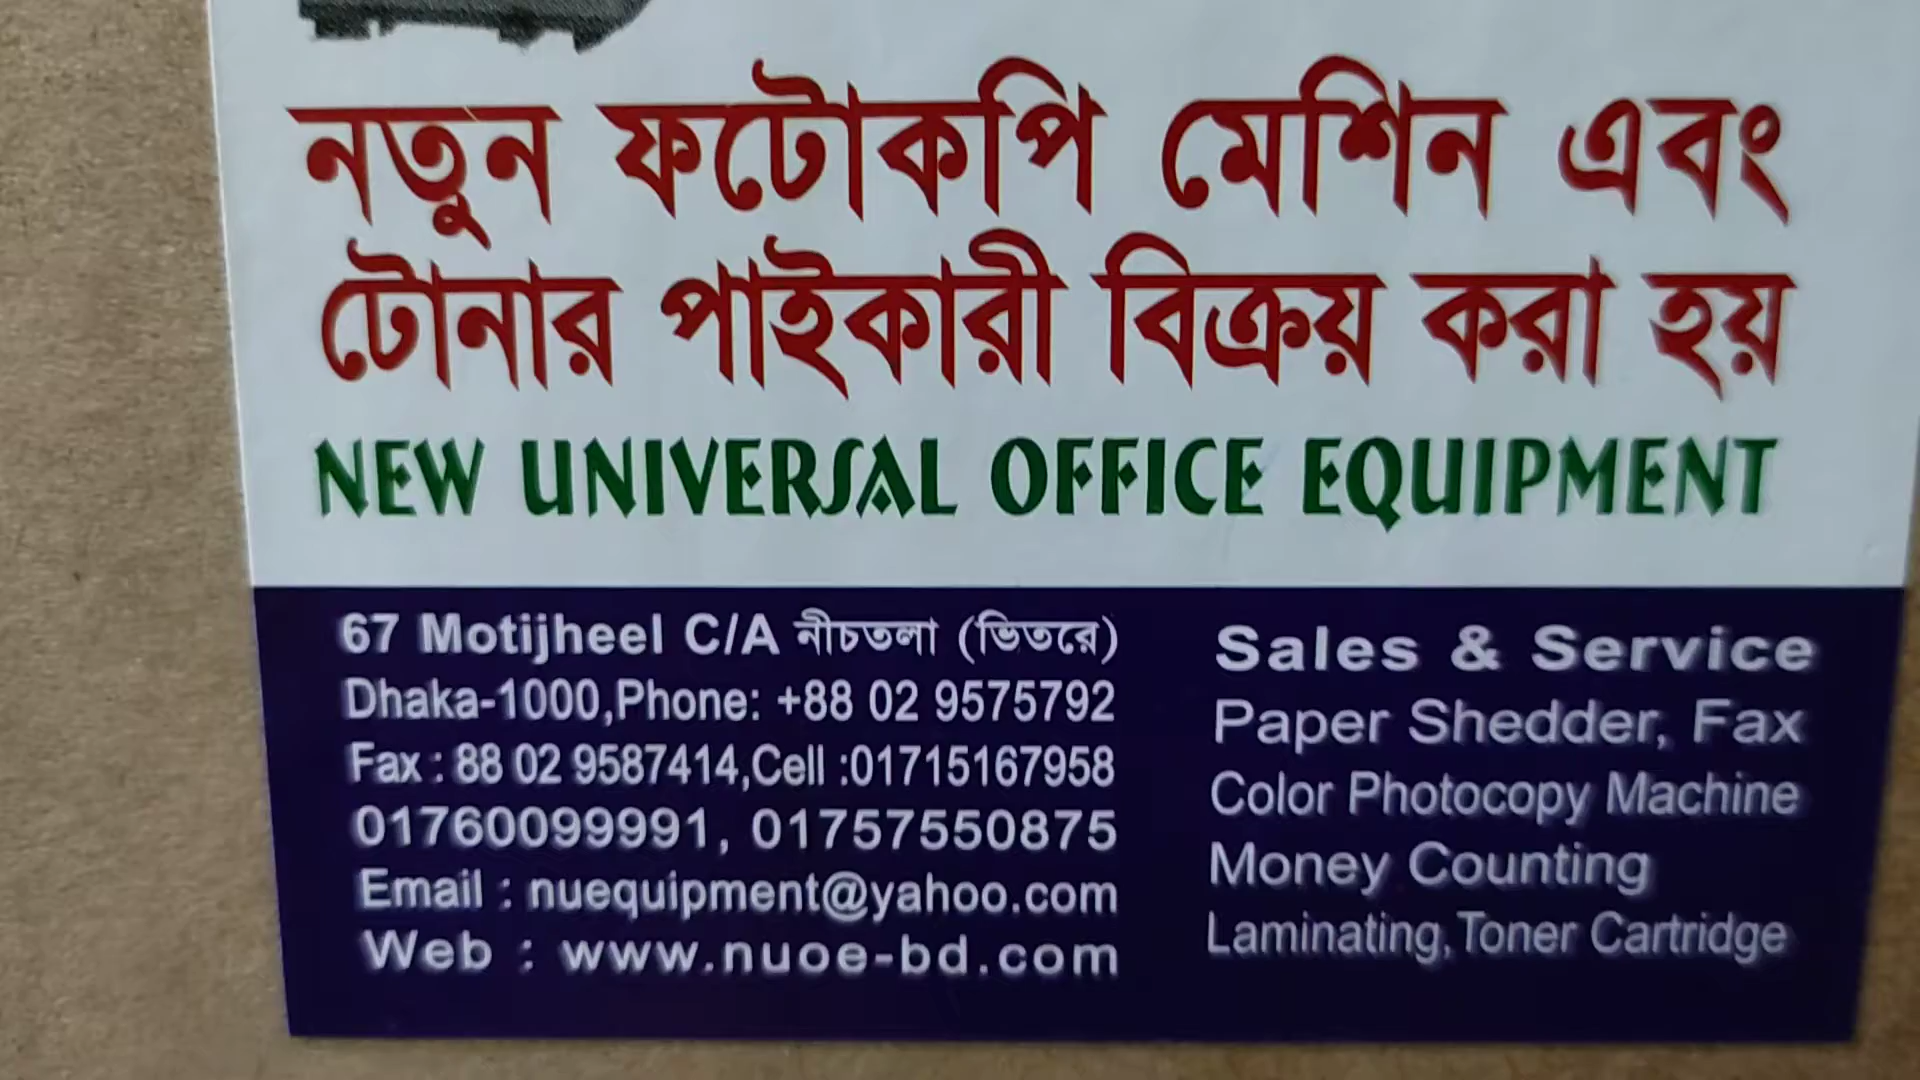 নতুন ফটোকপি মেশিন এবং
টোনার পাইকারী বিক্রয় করা হয়
NEW UNIVERSAL OFFICE EQUIPMENT
67 Motijheel C/A নীচতলা (ভিতরে)
Dhaka-1000,Phone: +88 02 9575792
Fax : 88 02 9587414,Cell :01715167958
01760099991, 01757550875
Email : nuequipment@yahoo.com
Web : www.nuoe-bd.com
Sales & Service
Paper Shedder, Fax
Color Photocopy Machine
Money Counting
Laminating,Toner Cartridge